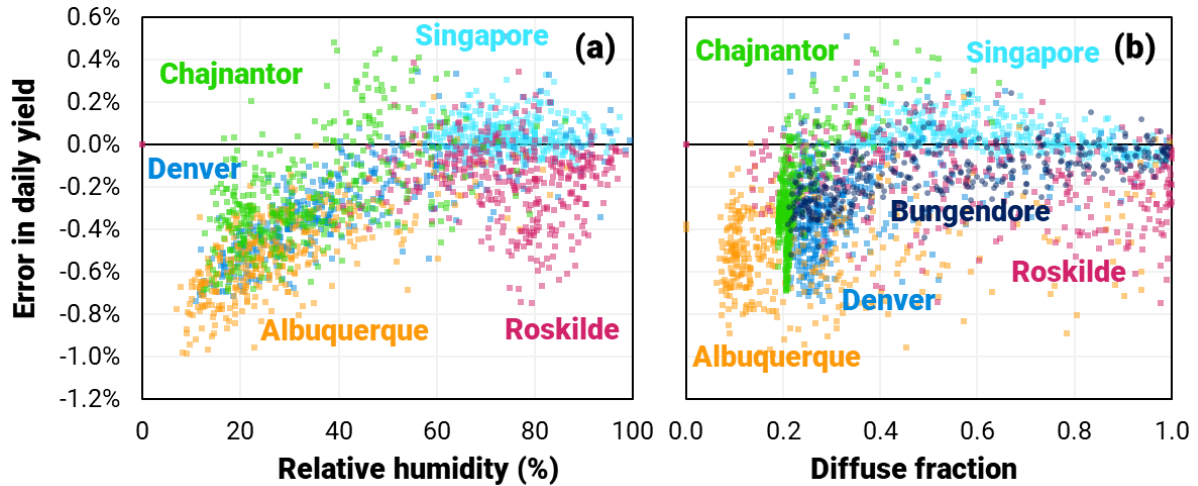 Error in daily yield
0.6%
0.4%
0.2%
0.0%
-0.2%
-0.4%
-0.6%
-0.8%
-1.0%
-1.2%
(a)
Singapore
Chajnantor
Denver
Albuquerque
Roskilde
0 20 40 60 80 100
Relative humidity (%)
(b)
Chajnantor
Singapore
Bungendore
Roskilde
Denver
Albuquerque
0.0 0.2 0.4 0.6 0.8 1.0
Diffuse fraction